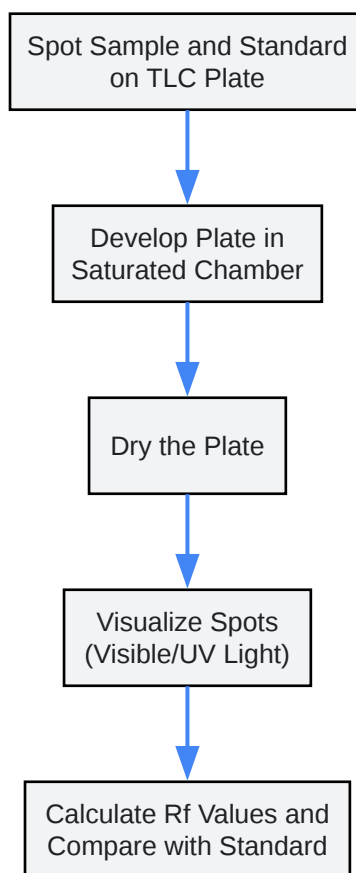 Spot Sample and Standard
on TLC Plate
Develop Plate in
Saturated Chamber
Dry the Plate
Visualize Spots
(Visible/UV Light)
Calculate Rf Values and
Compare with Standard